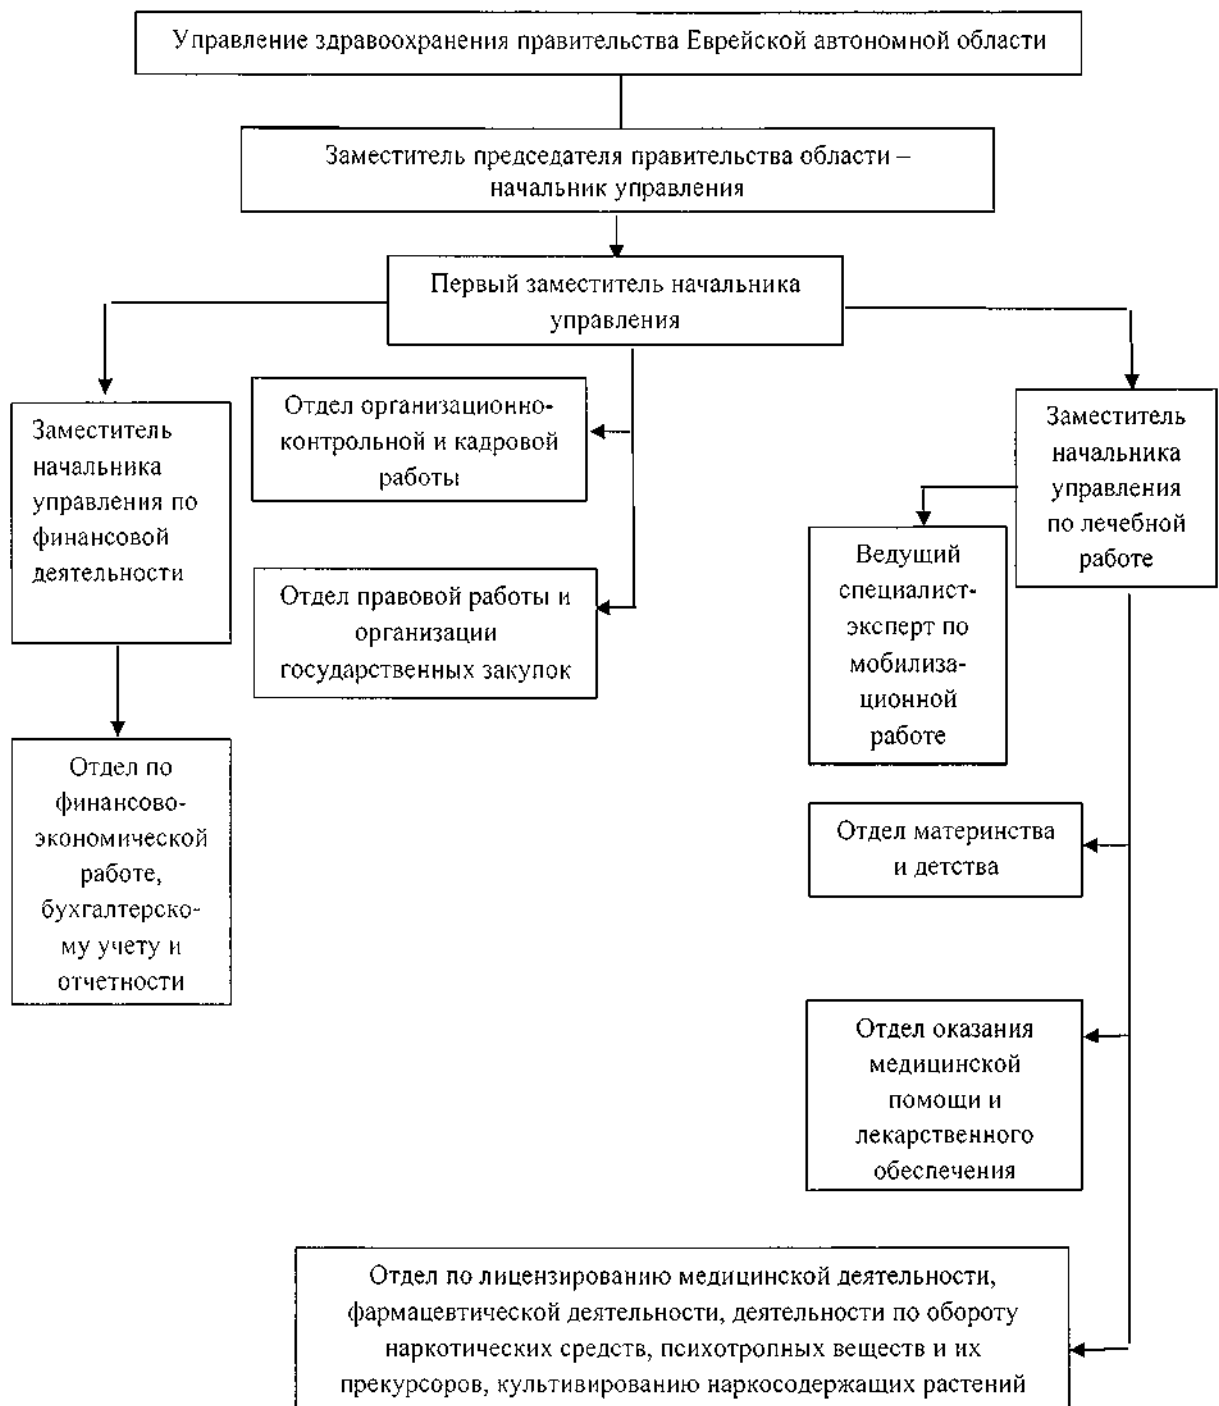 Управление здравоохранения правительства Еврейской автономной области
Заместитель председателя правительства области –
начальник управления
Первый заместитель начальника
управления
Заместитель
начальника
управления по
финансовой
деятельности
Отдел организационно-
контрольной и кадровой
работы
Отдел правовой работы и
организации
государственных закупок
Заместитель
начальника
управления
по лечебной
работе
Ведущий
специалист-
эксперт по
мобилиза-
ционной
работе
Отдел по
финансово-
экономической
работе,
бухгалтерско-
му учету и
отчетности
Отдел материнства
и детства
Отдел оказания
медицинской
помощи и
лекарственного
обеспечения
Отдел по лицензированию медицинской деятельности,
фармацевтической деятельности, деятельности по обороту
наркотических средств, психотропных веществ и их
прекурсоров, культивированию наркосодержащих растений